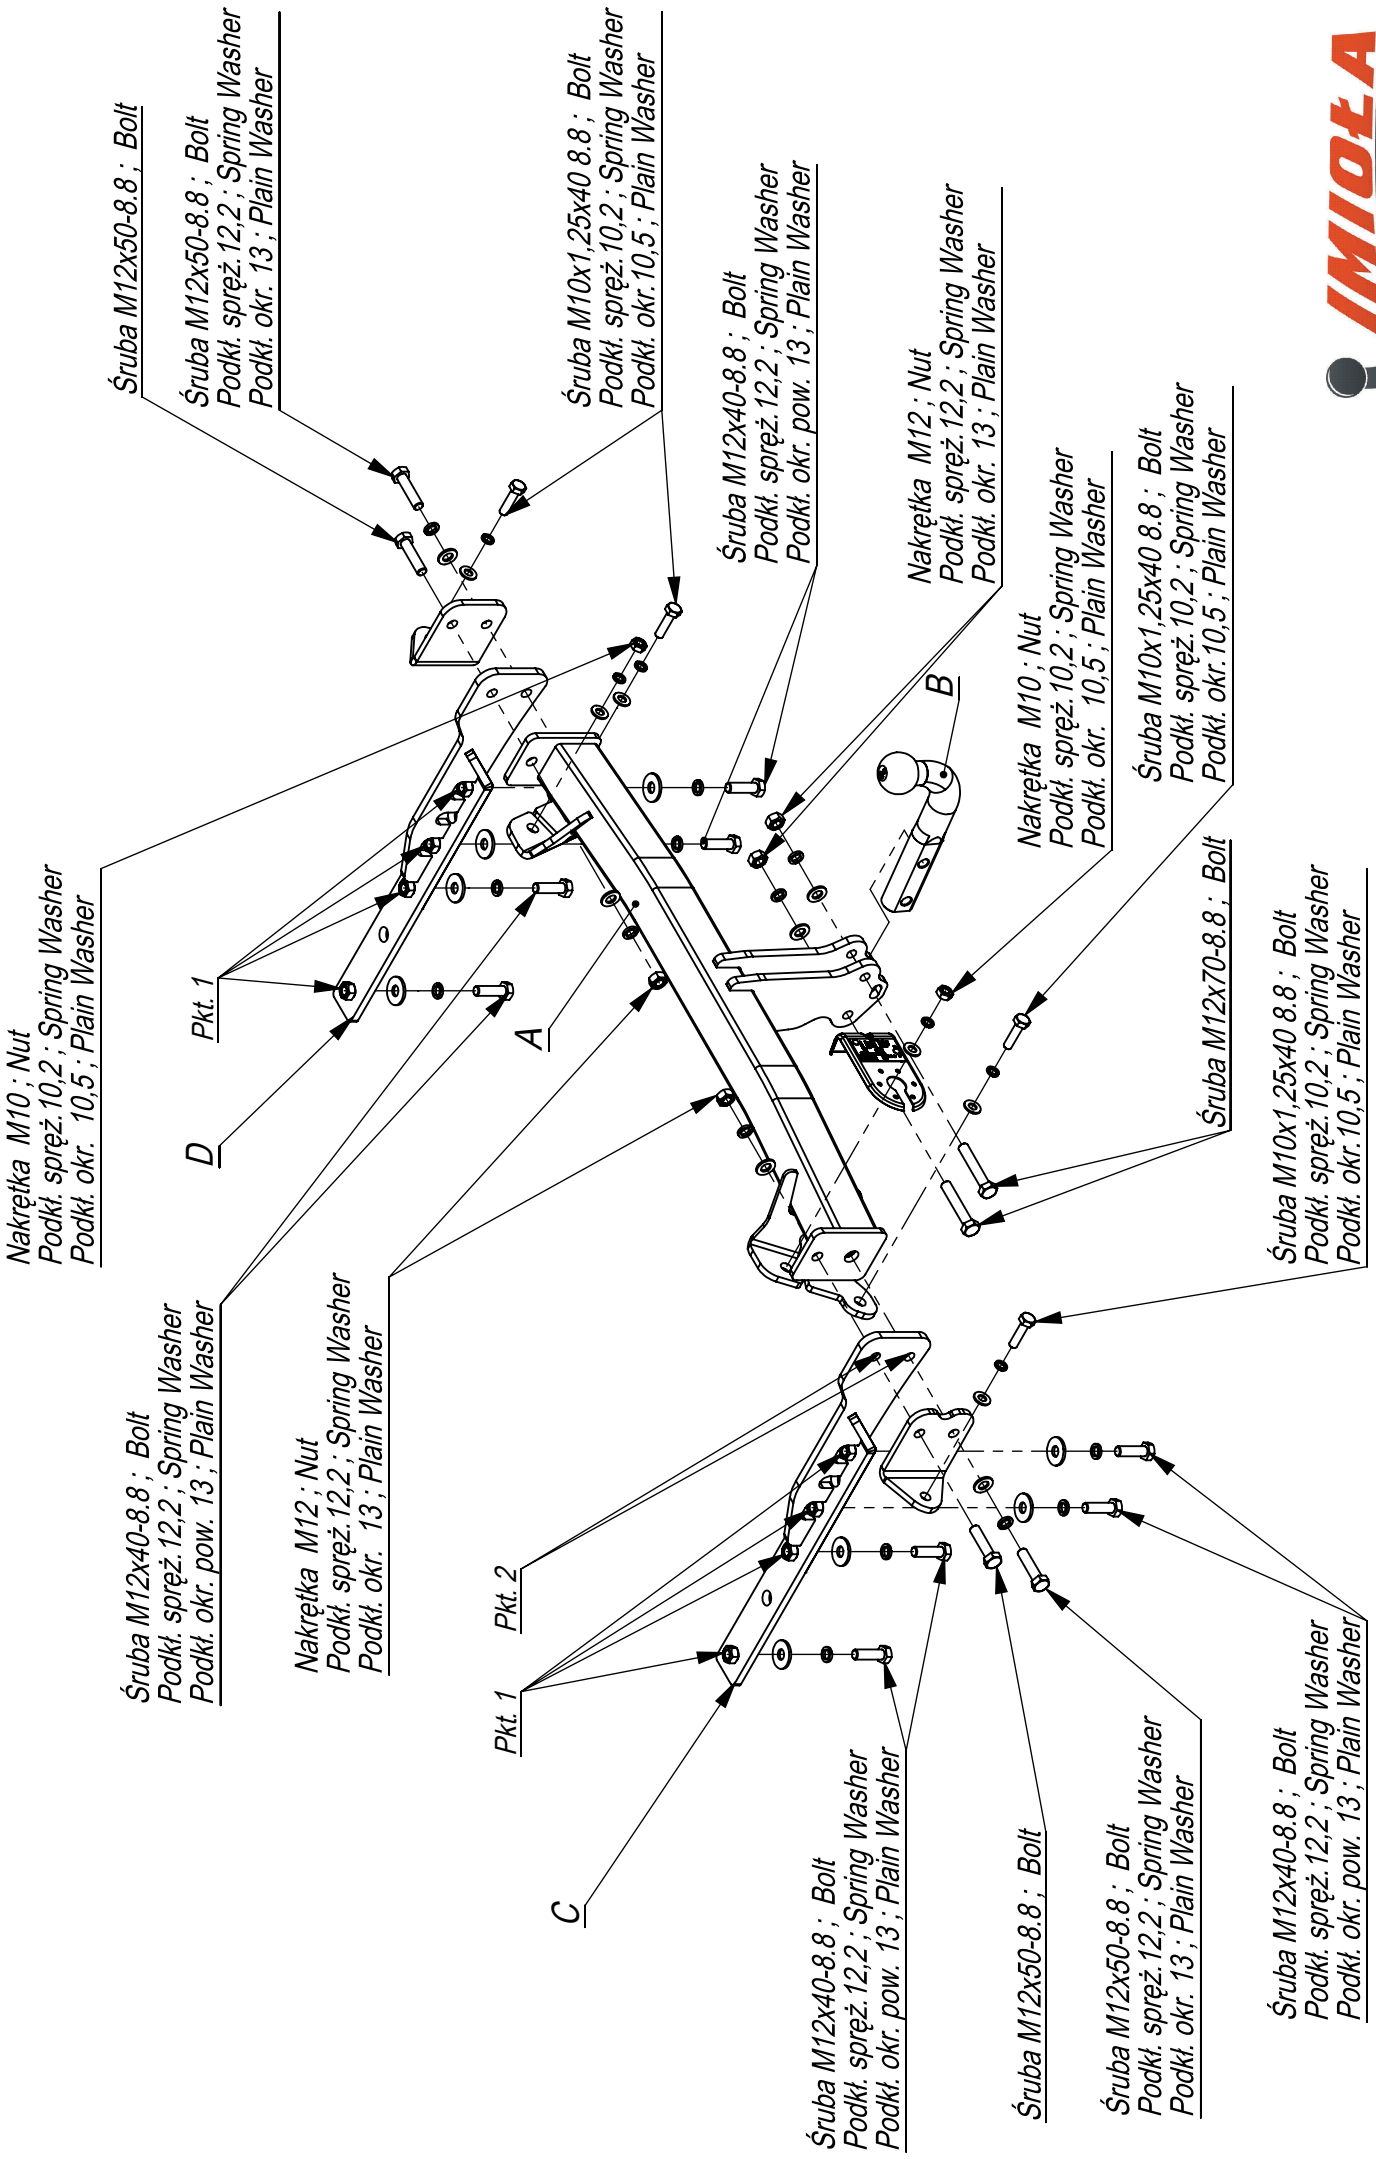 Nakrętka M10 ; Nut
Podkł. spręż.10,2 ; Spring Washer
Podkł. okr. 10,5 ; Plain Washer
Śruba M12x40-8.8 ; Bolt
Podkł. spręż.12,2 ; Spring Washer
Podkł. okr. pow. 13 ; Plain Washer
Nakrętka M12 ; Nut
Podkł. spręż.12,2 ; Spring Washer
Podkł. okr. 13 ; Plain Washer
Śruba M12x50-8.8 ; Bolt
Śruba M12x50-8.8 ; Bolt
Podkł. spręż.12,2 ; Spring Washer
Podkł. okr. 13 ; Plain Washer
Śruba M10x1,25x40 8.8 ; Bolt
Podkł. spręż.10,2 ; Spring Washer
Podkł. okr.10,5 ; Plain Washer
Śruba M12x40-8.8 ; Bolt
Podkł. spręż.12,2 ; Spring Washer
Podkł. okr. pow. 13 ; Plain Washer
Nakrętka M12 ; Nut
Podkł. spręż.12,2 ; Spring Washer
Podkł. okr. 13 ; Plain Washer
Nakrętka M10 ; Nut
Podkł. spręż.10,2 ; Spring Washer
Podkł. okr. 10,5 ; Plain Washer
Śruba M10x1,25x40 8.8 ; Bolt
Podkł. spręż.10,2 ; Spring Washer
Podkł. okr.10,5 ; Plain Washer
Śruba M12x70-8.8 ; Bolt
Śruba M10x1,25x40 8.8 ; Bolt
Podkł. spręż.10,2 ; Spring Washer
Podkł. okr.10,5 ; Plain Washer
Pkt. 1
D
A
B
Pkt. 1
Pkt. 2
C
Śruba M12x40-8.8 ; Bolt
Podkł. spręż.12,2 ; Spring Washer
Podkł. okr. pow. 13 ; Plain Washer
Śruba M12x50-8.8 ; Bolt
Śruba M12x50-8.8 ; Bolt
Podkł. spręż.12,2 ; Spring Washer
Podkł. okr. 13 ; Plain Washer
Śruba M12x40-8.8 ; Bolt
Podkł. spręż.12,2 ; Spring Washer
Podkł. okr. pow. 13 ; Plain Washer
IMIOŁA